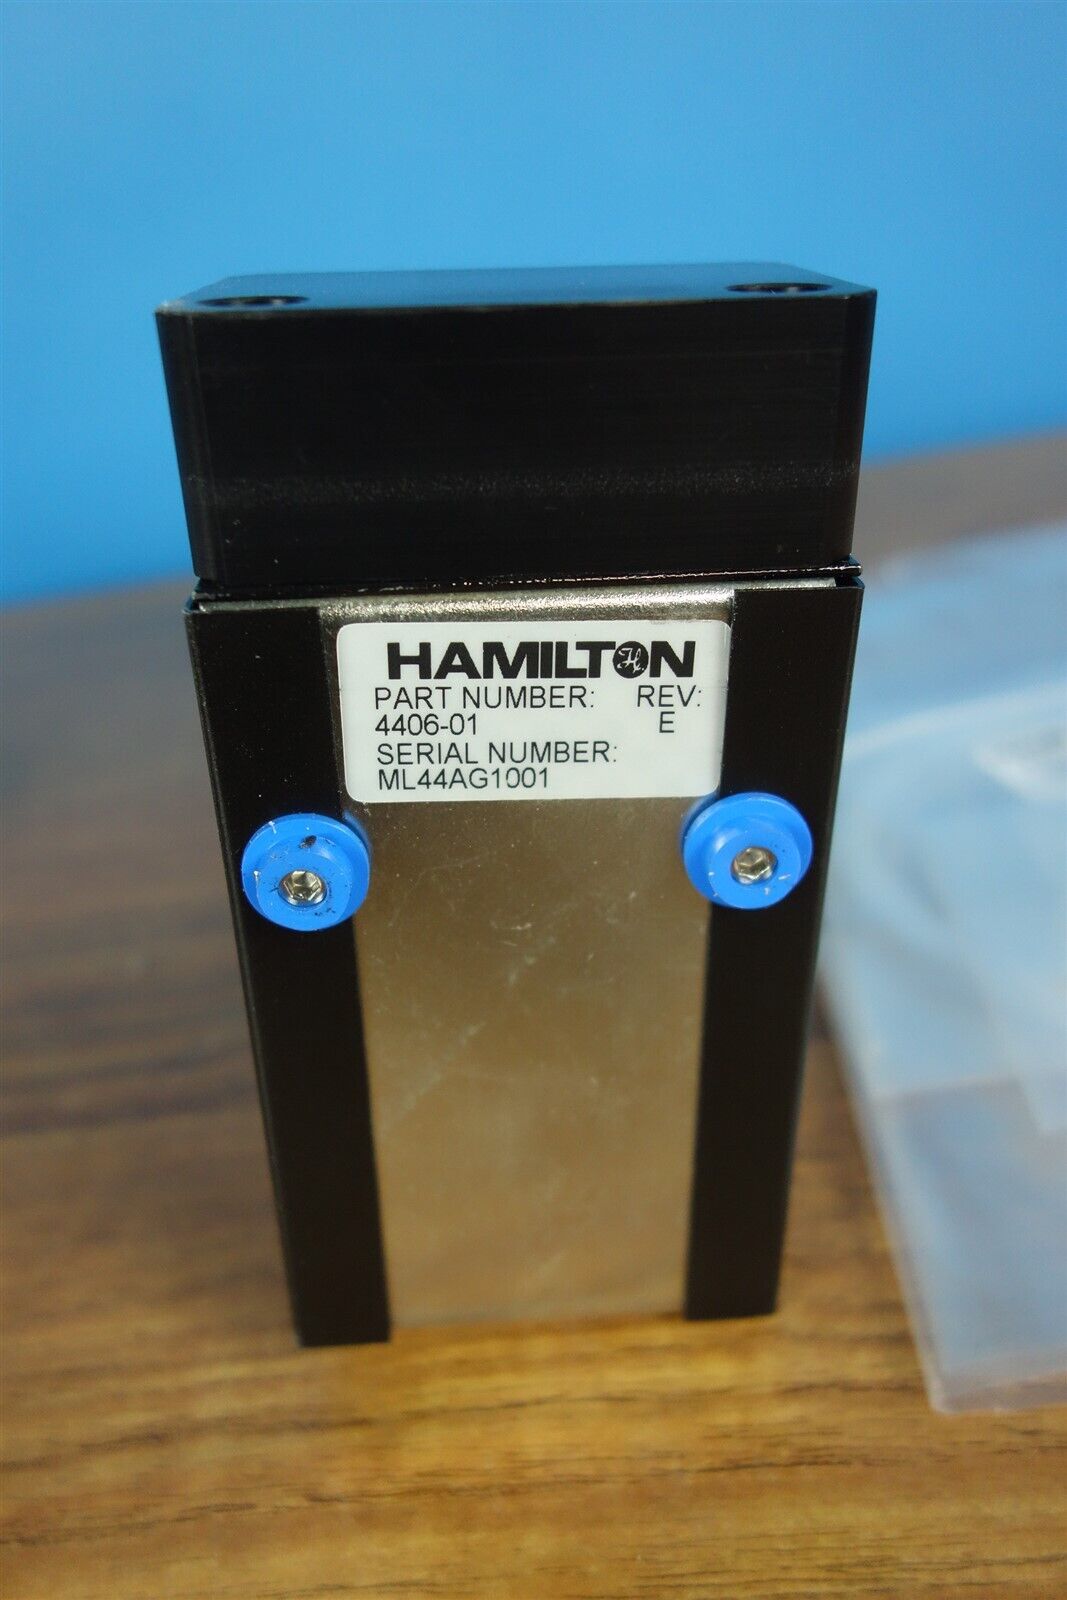 HAMILTON
PART NUMBER: REV:
4406-01 E
SERIAL NUMBER:
ML44AG1001